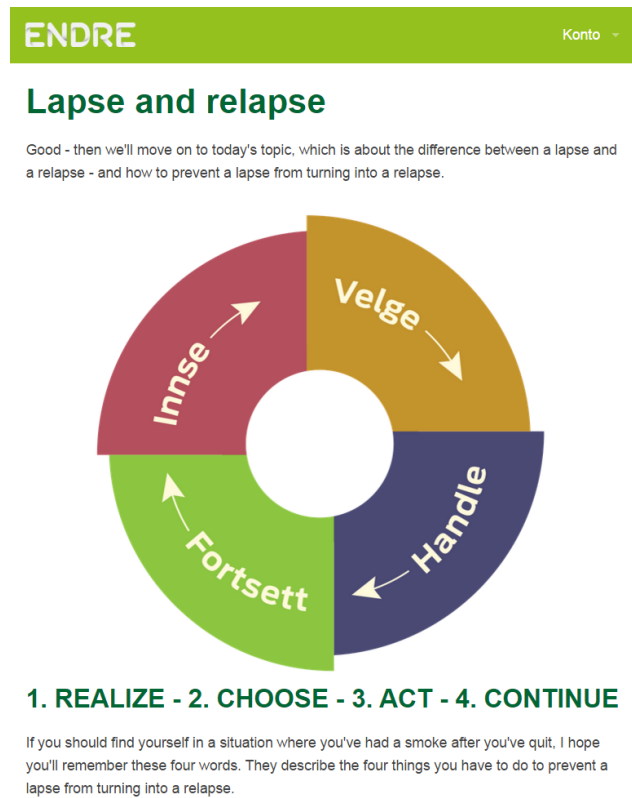 ENDRE
Konto
Lapse and relapse
Good - then we'll move on to today's topic, which is about the difference between a lapse and
a relapse - and how to prevent a lapse from turning into a relapse.
Innse
Velge
Handle
Fortsett
1. REALIZE - 2. CHOOSE - 3. ACT - 4. CONTINUE
If you should find yourself in a situation where you've had a smoke after you've quit, I hope
you'll remember these four words. They describe the four things you have to do to prevent a
lapse from turning into a relapse.